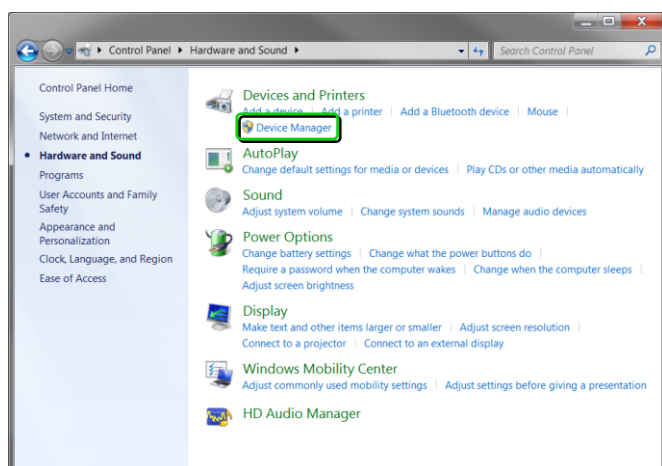 Control Panel ▸ Hardware and Sound ▸
Search Control Panel
Control Panel Home
System and Security
Network and Internet
Hardware and Sound
Programs
User Accounts and Family
Safety
Appearance and
Personalization
Clock, Language, and Region
Ease of Access
Devices and Printers
Add a device | Add a printer | Add a Bluetooth device | Mouse |
Device Manager
AutoPlay
Change default settings for media or devices | Play CDs or other media automatically
Sound
Adjust system volume | Change system sounds | Manage audio devices
Power Options
Change battery settings | Change what the power buttons do |
Require a password when the computer wakes | Change when the computer sleeps |
Adjust screen brightness
Display
Make text and other items larger or smaller | Adjust screen resolution |
Connect to a projector | Connect to an external display
Windows Mobility Center
Adjust commonly used mobility settings | Adjust settings before giving a presentation
HD Audio Manager